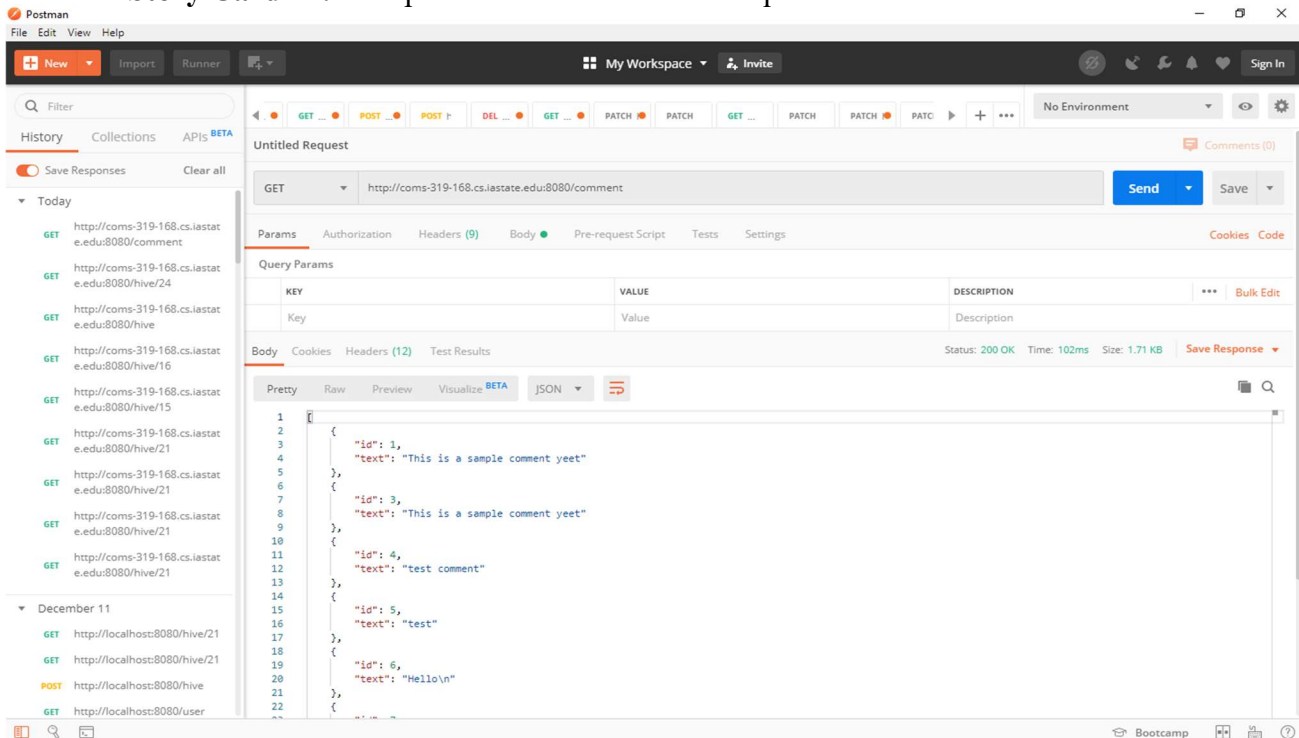 Postman
File Edit View Help
New Import Runner My Workspace Invite Sign In
Filter
History Collections APIs BETA
Save Responses Clear all
Today
GET http://coms-319-168.cs.iastat
e.edu:8080/comment
GET http://coms-319-168.cs.iastat
e.edu:8080/hive/24
GET http://coms-319-168.cs.iastat
e.edu:8080/hive
GET http://coms-319-168.cs.iastat
e.edu:8080/hive/16
GET http://coms-319-168.cs.iastat
e.edu:8080/hive/15
GET http://coms-319-168.cs.iastat
e.edu:8080/hive/21
GET http://coms-319-168.cs.iastat
e.edu:8080/hive/21
GET http://coms-319-168.cs.iastat
e.edu:8080/hive/21
GET http://coms-319-168.cs.iastat
e.edu:8080/hive/21
December 11
GET http://localhost:8080/hive/21
GET http://localhost:8080/hive/21
POST http://localhost:8080/hive
GET http://localhost:8080/user
GET ... POST ... POST DEL ... GET ... PATCH PATCH GET ... PATCH PATCH PATC No Environment
Untitled Request Comments (0)
GET http://coms-319-168.cs.iastate.edu:8080/comment Send Save
Params Authorization Headers (9) Body Pre-request Script Tests Settings Cookies Code
Query Params
KEY VALUE DESCRIPTION Bulk Edit
Key Value Description
Body Cookies Headers (12) Test Results Status: 200 OK Time: 102ms Size: 1.71 KB Save Response
Pretty Raw Preview Visualize BETA JSON
1 [
2 {
3 "id": 1,
4 "text": "This is a sample comment yeet"
5 },
6 {
7 "id": 3,
8 "text": "This is a sample comment yeet"
9 },
10 {
11 "id": 4,
12 "text": "test comment"
13 },
14 {
15 "id": 5,
16 "text": "test"
17 },
18 {
19 "id": 6,
20 "text": "Hello\n"
21 },
22 {
Bootcamp